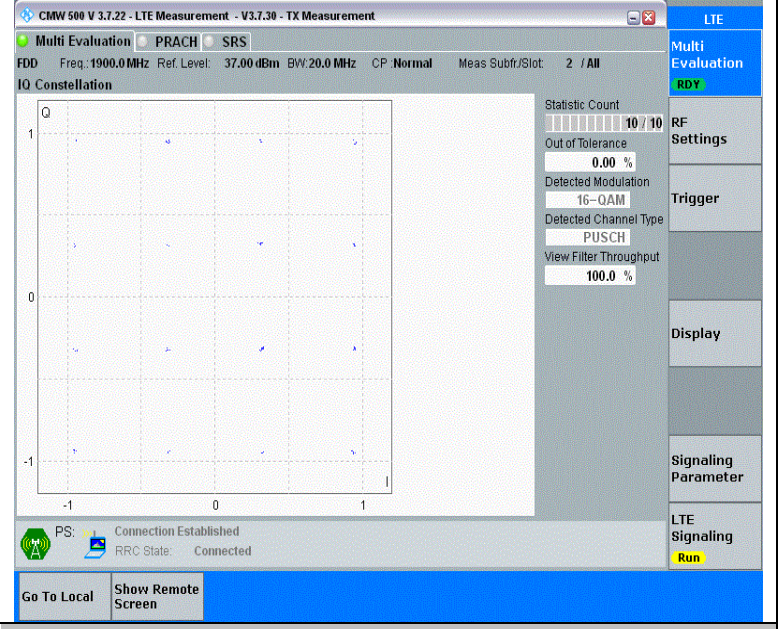 CMW 500 V 3.7.22 - LTE Measurement - V3.7.30 - TX Measurement
LTE
Multi Evaluation PRACH SRS
FDD Freq.: 1900.0 MHz Ref. Level: 37.00 dBm BW: 20.0 MHz CP : Normal Meas Subfr./Slot: 2 / All
IQ Constellation
Q
1
0
-1
I
-1 0 1
Statistic Count
10 / 10
Out of Tolerance
0.00 %
Detected Modulation
16-QAM
Detected Channel Type
PUSCH
View Filter Throughput
100.0 %
Multi
Evaluation
RDY
RF
Settings
Trigger
Display
Signaling
Parameter
LTE
Signaling
Run
PS: Connection Established
RRC State: Connected
Go To Local
Show Remote
Screen